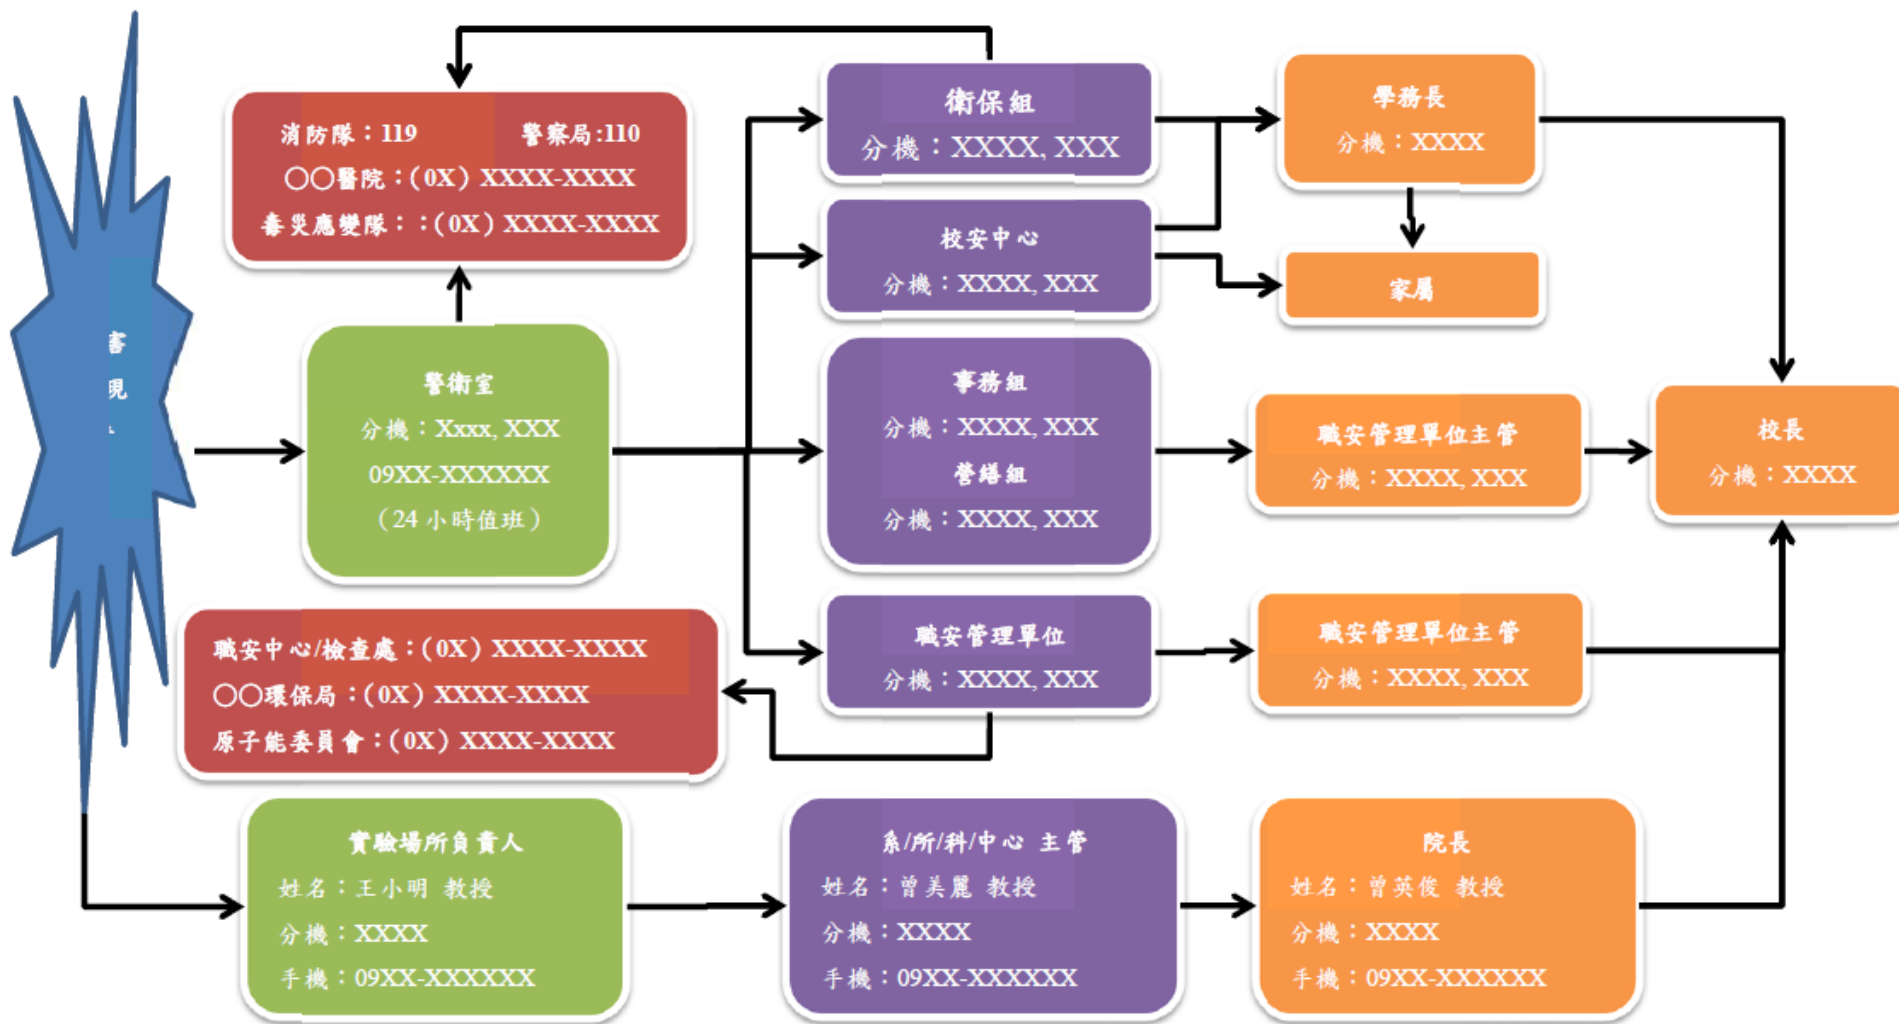 消防隊：119 警察局:110
〇〇醫院：(0X) XXXX-XXXX
毒災應變隊：：(0X) XXXX-XXXX
衛保組
分機：XXXX, XXX
學務長
分機：XXXX
校安中心
分機：XXXX, XXX
家屬
害
現
警衛室
分機：Xxxx, XXX
09XX-XXXXXX
（24 小時值班）
事務組
分機：XXXX, XXX
營繕組
分機：XXXX, XXX
職安管理單位主管
分機：XXXX, XXX
校長
分機：XXXX
職安中心/檢查處：(0X) XXXX-XXXX
〇〇環保局：(0X) XXXX-XXXX
原子能委員會：(0X) XXXX-XXXX
職安管理單位
分機：XXXX, XXX
職安管理單位主管
分機：XXXX, XXX
實驗場所負責人
姓名：王小明 教授
分機：XXXX
手機：09XX-XXXXXX
系/所/科/中心 主管
姓名：曾美麗 教授
分機：XXXX
手機：09XX-XXXXXX
院長
姓名：曾英俊 教授
分機：XXXX
手機：09XX-XXXXXX